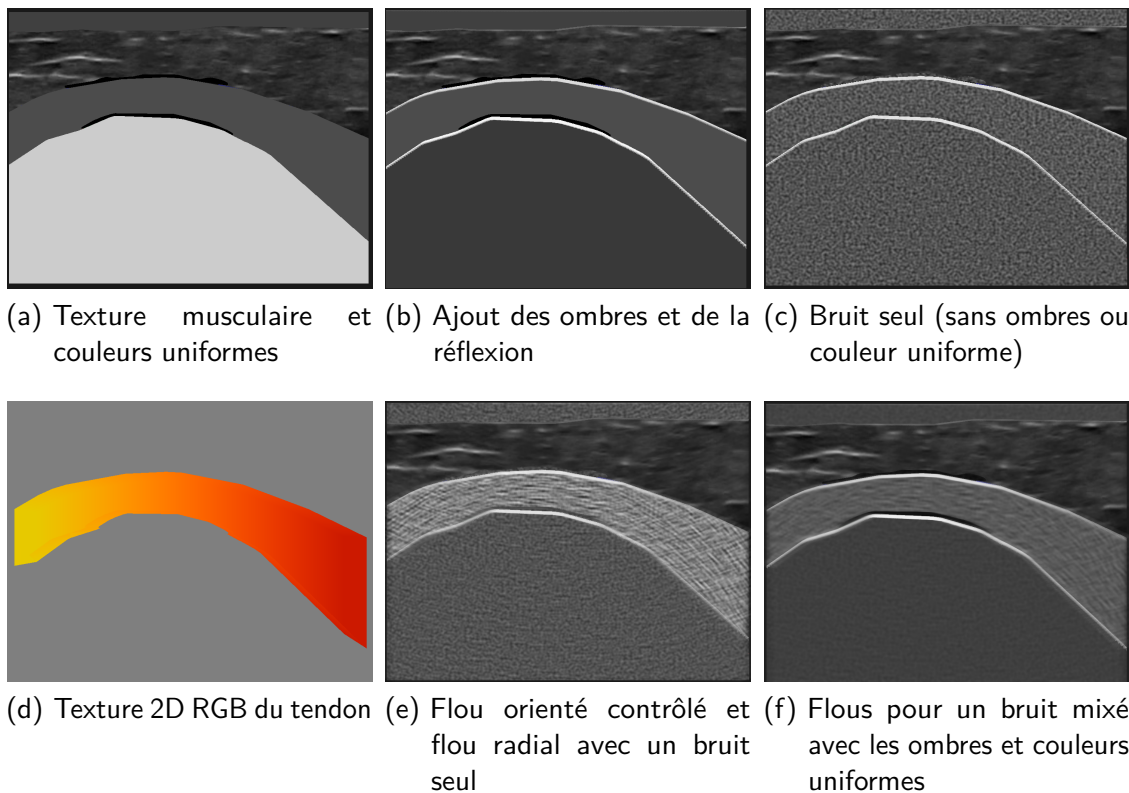 (a) Texture musculaire et
couleurs uniformes
(b) Ajout des ombres et de la
réflexion
(c) Bruit seul (sans ombres ou
couleur uniforme)
(d) Texture 2D RGB du tendon
(e) Flou orienté contrôlé et
flou radial avec un bruit
seul
(f) Flous pour un bruit mixé
avec les ombres et couleurs
uniformes